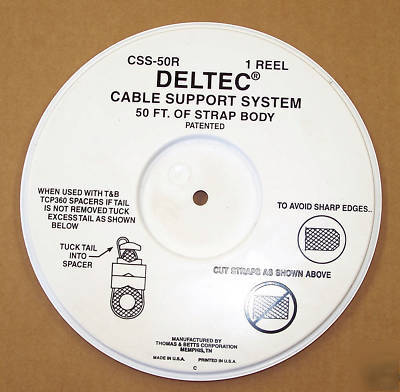 CSS-50R 1 REEL
DELTEC®
CABLE SUPPORT SYSTEM
50 FT. OF STRAP BODY
PATENTED
WHEN USED WITH T&B
TCP360 SPACERS IF TAIL
IS NOT REMOVED TUCK
EXCESS TAIL AS SHOWN
BELOW
TUCK TAIL
INTO
SPACER
TO AVOID SHARP EDGES..
CUT STRAPS AS SHOWN ABOVE
MANUFACTURED BY
THOMAS & BETTS CORPORATION
MEMPHIS, TN
MADE IN U.S.A. PRINTED IN U.S.A.
C